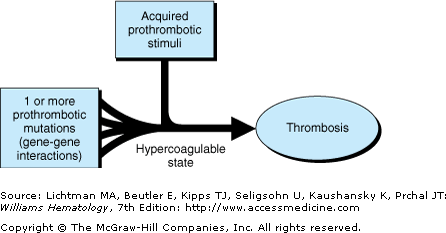 Acquired
prothrombotic
stimuli
1 or more
prothrombotic
mutations
(gene-gene
interactions)
Hypercoagulable
state
Thrombosis
Source: Lichtman MA, Beutler E, Kipps TJ, Seligsohn U, Kaushansky K, Prchal JT:
Williams Hematology, 7th Edition: http://www.accessmedicine.com
Copyright © The McGraw-Hill Companies, Inc. All rights reserved.